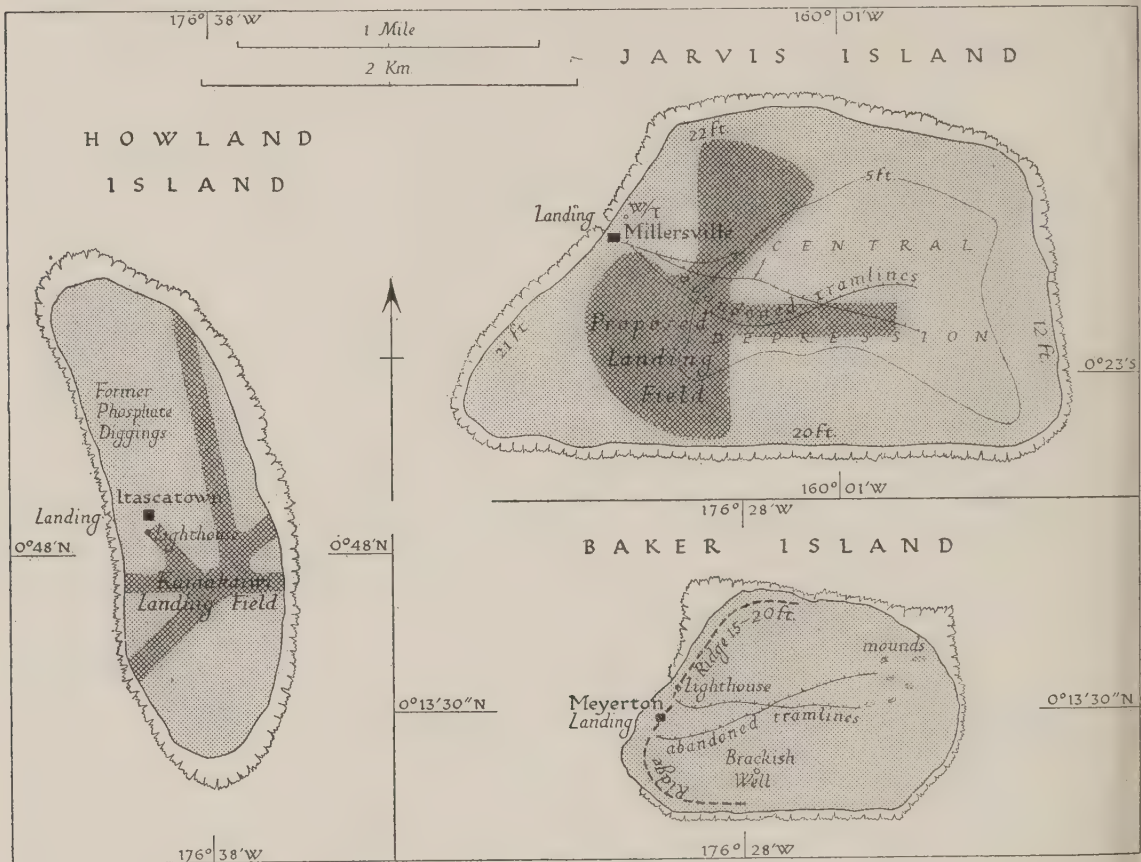 176° 38'W
1 Mile
2 Km.
HOWLAND
ISLAND
Former
Phosphate
Diggings
Itascatown
Landing
Lighthouse
0°48'N.
0°48'N.
Kamakaiwi
Landing Field
176° 38'W
160° 01'W
JARVIS ISLAND
22 ft.
5 ft.
W/T
Landing
Millersville
CENTRAL
abandoned tramlines
Proposed
DEPRESSION
Landing
Field
21 ft
12 ft.
0°23'S
20 ft.
160° 01'W
176° 28'W
BAKER ISLAND
Ridge 15-20 ft.
mounds
Lighthouse
Meyerton
Landing
0°13'30"N
0°13'30"N
abandoned tramlines
Brackish
Well
Ridge
176° 28'W